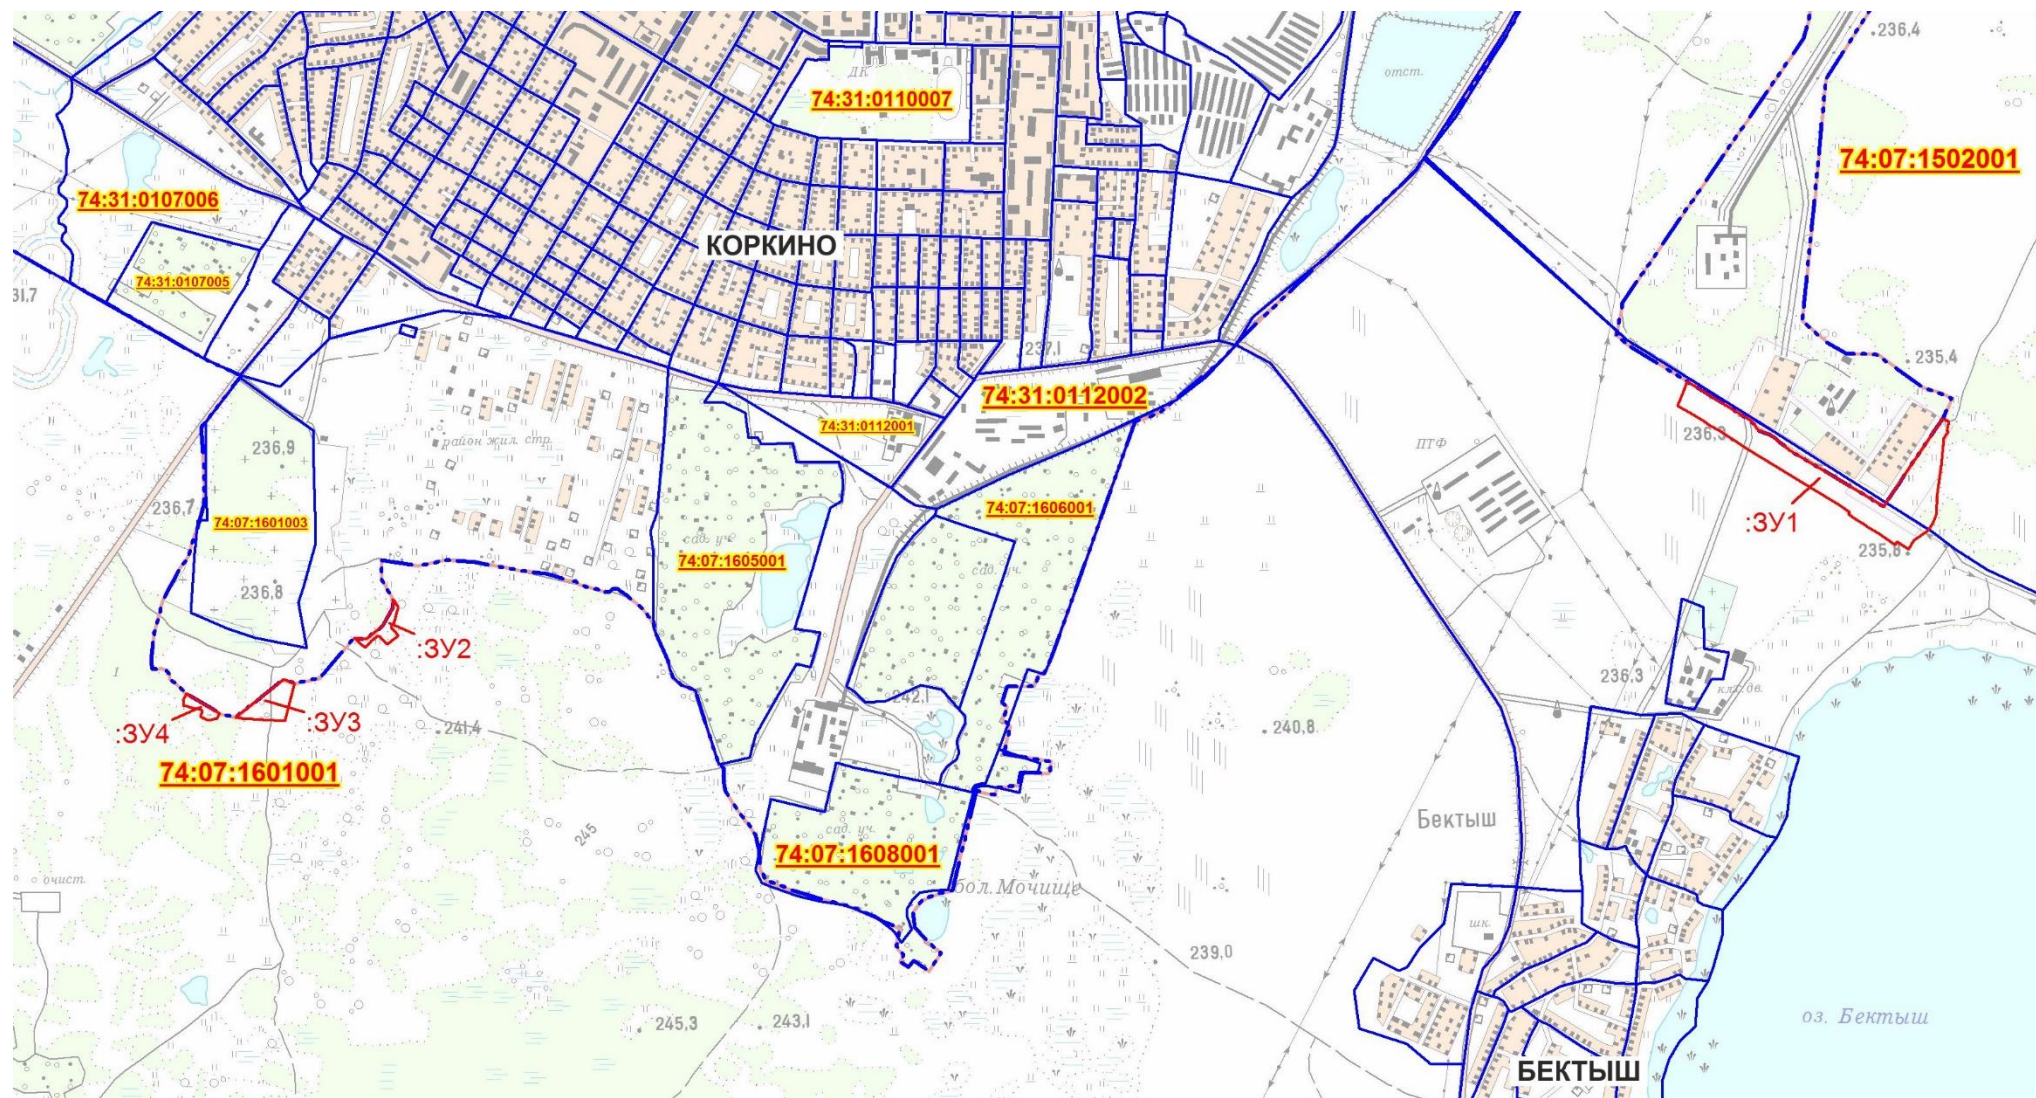 236,4
отст.
ДК
74:31:0110007
74:07:1502001
74:31:0107006
КОРКИНО
74:31:0107005
31,7
237,1
235,4
74:31:0112002
74:31:0112001
район жил. стр.
236,9
ПТФ
236,3
236,7
74:07:1601003
74:07:1606001
:ЗУ1
сад. уч.
74:07:1605001
235,8
сад. уч.
236,8
:ЗУ2
236,3
242,1
кладв.
:ЗУ4
:ЗУ3
241,4
240,8
74:07:1601001
Бектыш
245
сад. уч.
74:07:1608001
очист.
бол. Мочище
шк.
239,0
245,3
243,1
оз. Бектыш
БЕКТЫШ